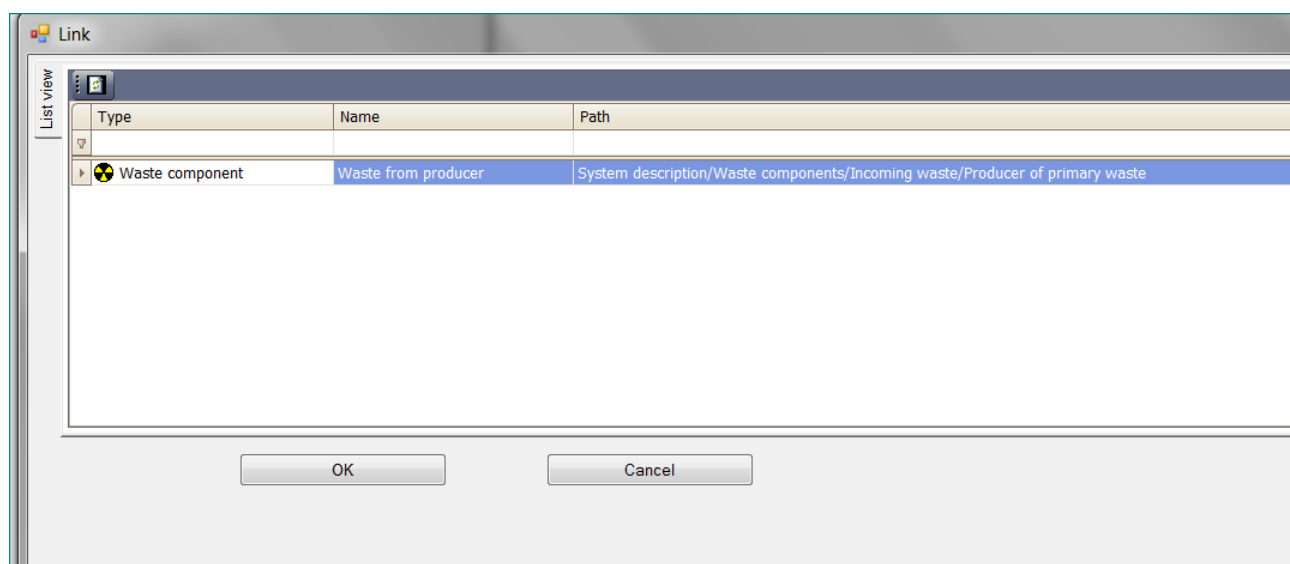 Link
List view
Type Name Path
Waste component Waste from producer System description/Waste components/Incoming waste/Producer of primary waste
OK Cancel